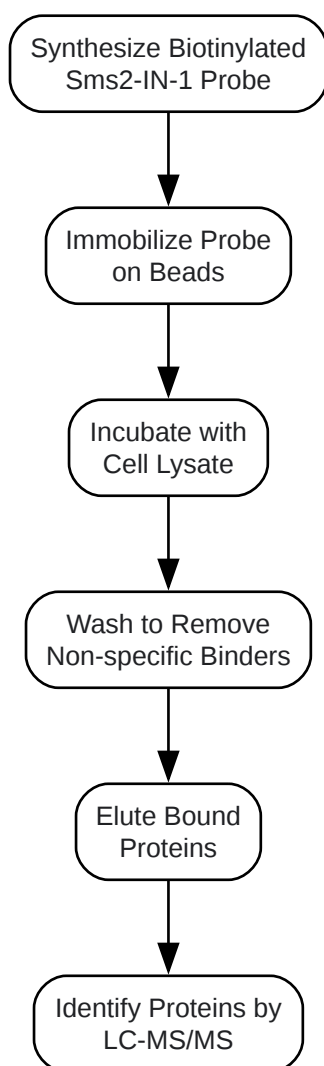 Synthesize Biotinylated
Sms2-IN-1 Probe
Immobilize Probe
on Beads
Incubate with
Cell Lysate
Wash to Remove
Non-specific Binders
Elute Bound
Proteins
Identify Proteins by
LC-MS/MS